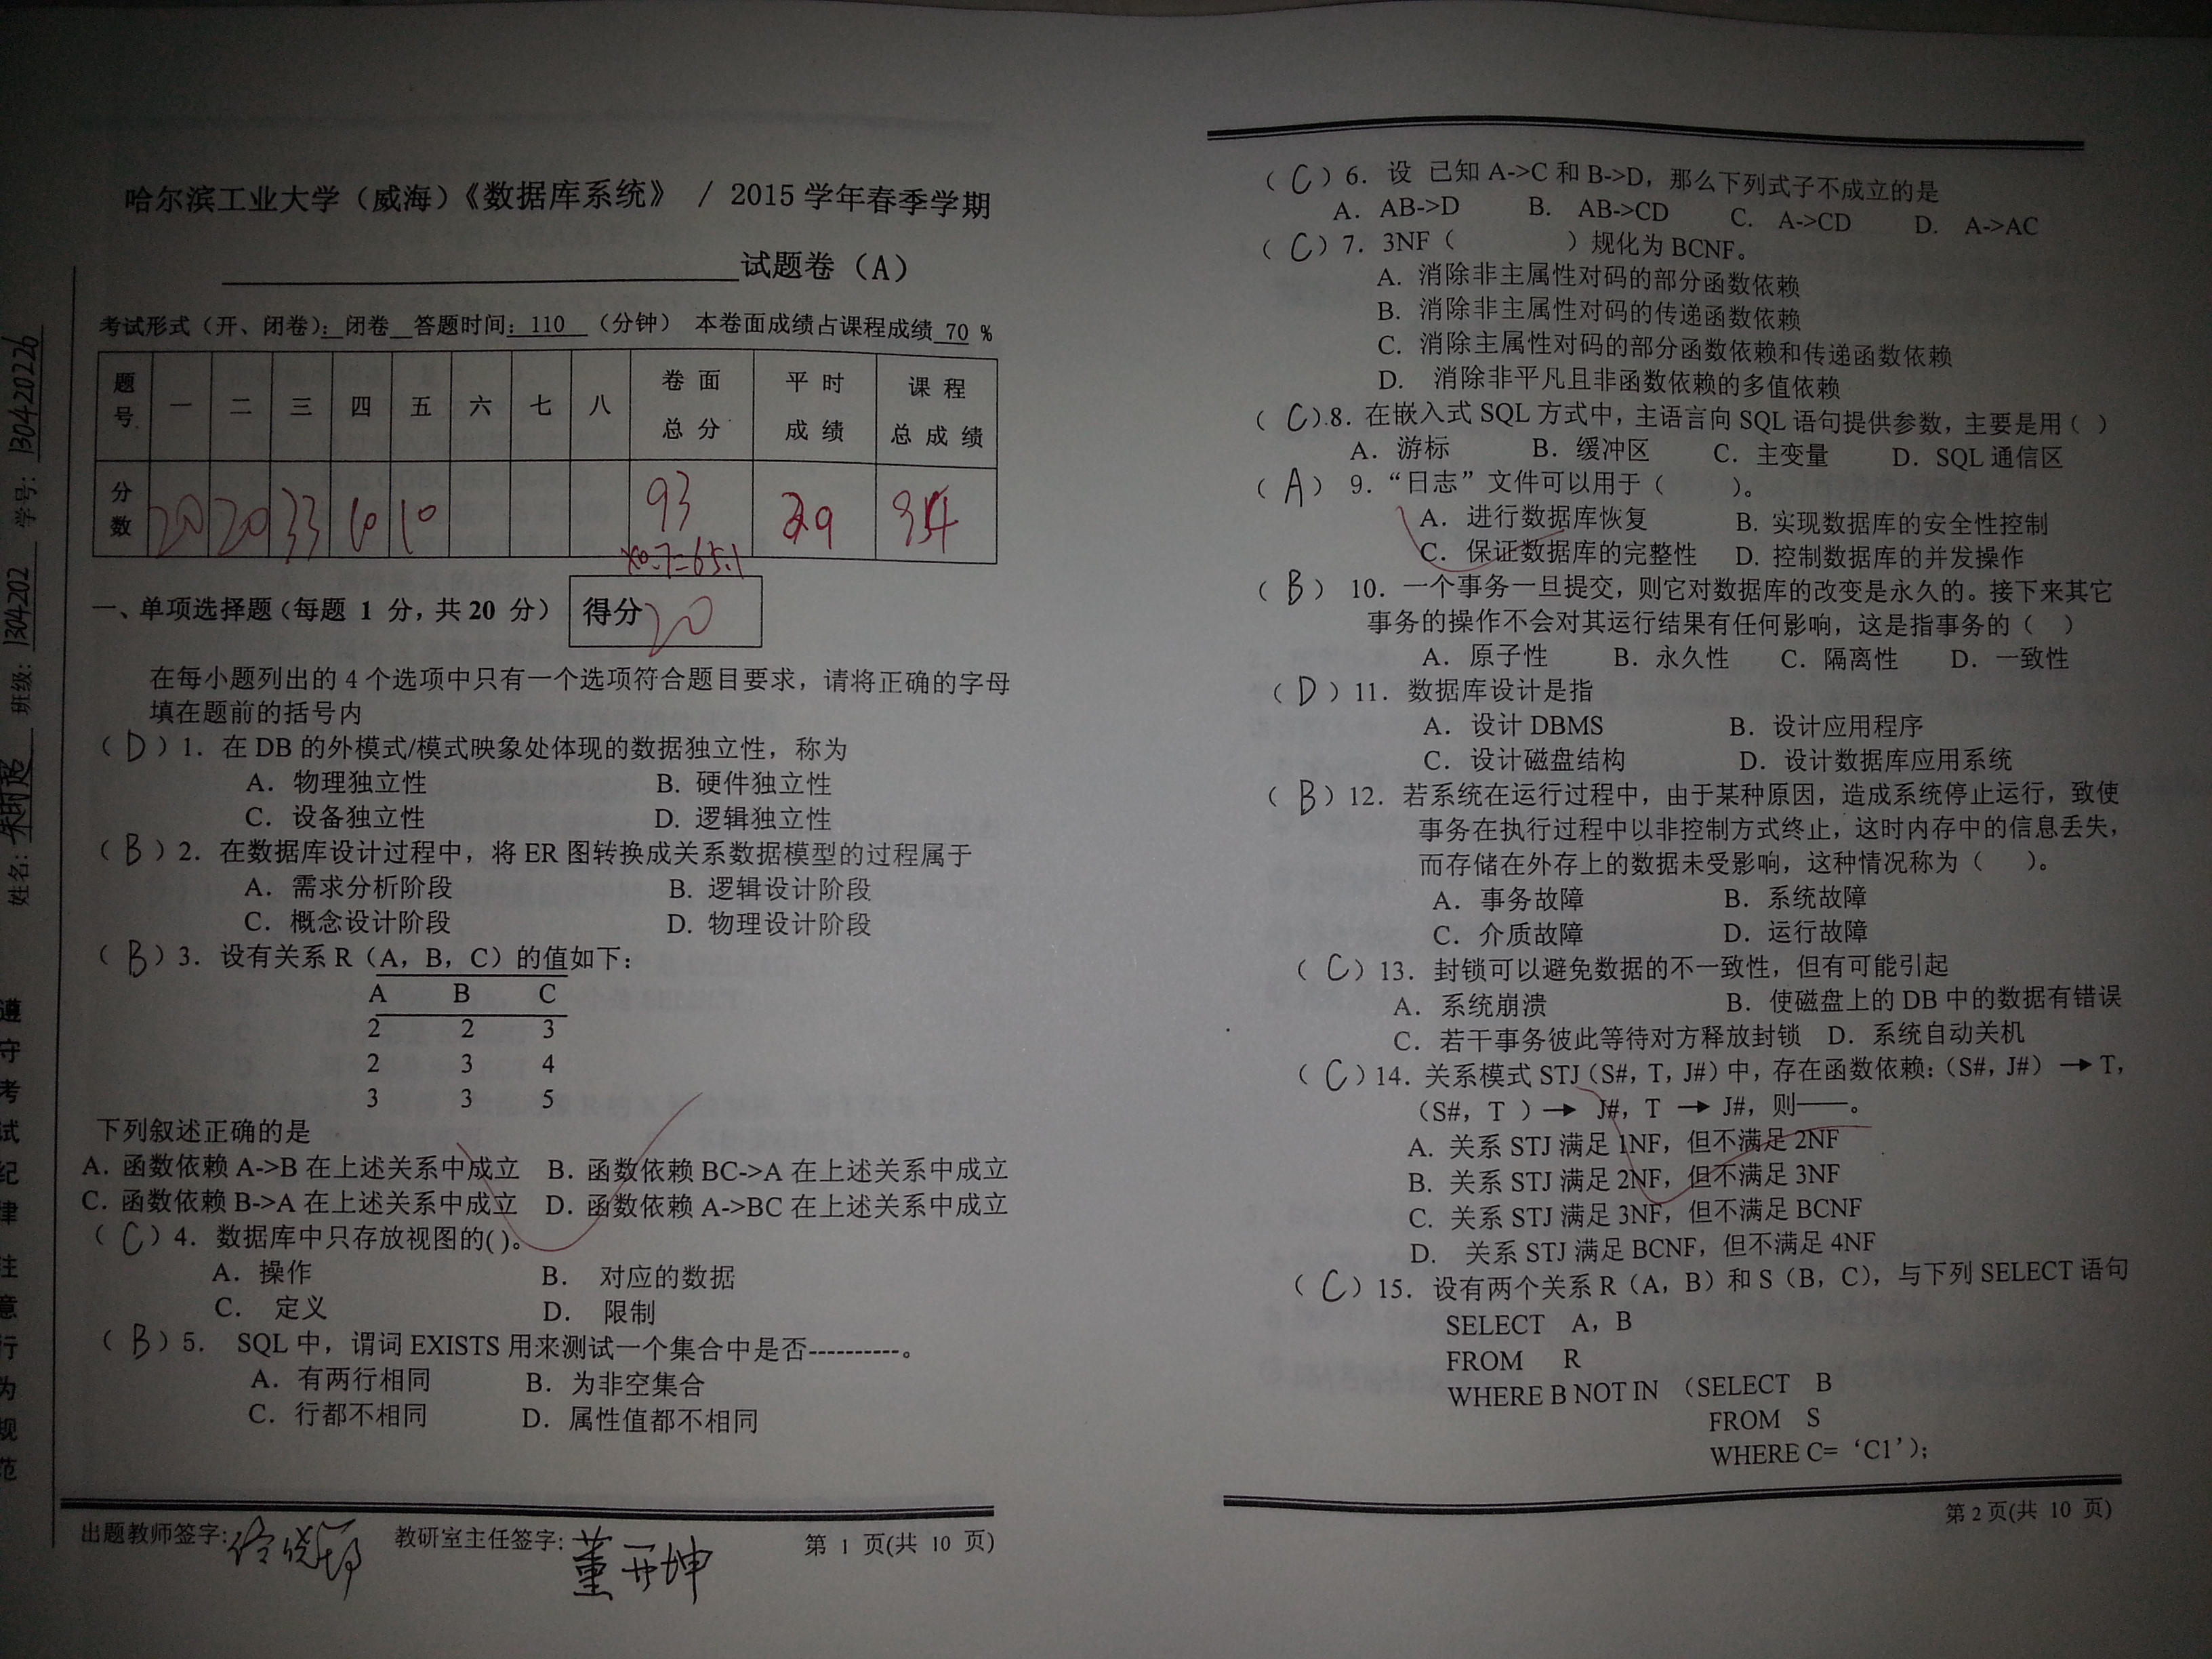 哈尔滨工业大学（威海）《数据库系统》 / 2015 学年春季学期
试题卷（A）
考试形式（开、闭卷）：闭卷 答题时间：110 （分钟） 本卷面成绩占课程成绩 70 %
题号 一 二 三 四 五 六 七 八 卷面总分 平时成绩 课程总成绩
分数 20 20 33 10 10 93 29 94
×0.7=65.1
一、单项选择题（每题 1 分，共 20 分） 得分 20
在每小题列出的 4 个选项中只有一个选项符合题目要求，请将正确的字母
填在题前的括号内
（ D ）1．在 DB 的外模式/模式映象处体现的数据独立性，称为
A．物理独立性 B. 硬件独立性
C．设备独立性 D. 逻辑独立性
（ B ）2．在数据库设计过程中，将 ER 图转换成关系数据模型的过程属于
A．需求分析阶段 B. 逻辑设计阶段
C．概念设计阶段 D. 物理设计阶段
（ B ）3．设有关系 R（A，B，C）的值如下：
A B C
2 2 3
2 3 4
3 3 5
下列叙述正确的是
A. 函数依赖 A->B 在上述关系中成立 B. 函数依赖 BC->A 在上述关系中成立
C. 函数依赖 B->A 在上述关系中成立 D. 函数依赖 A->BC 在上述关系中成立
（ C ）4．数据库中只存放视图的( )。
A．操作 B． 对应的数据
C． 定义 D． 限制
（ B ）5． SQL 中，谓词 EXISTS 用来测试一个集合中是否----------。
A．有两行相同 B．为非空集合
C．行都不相同 D．属性值都不相同
出题教师签字: 教研室主任签字: 董开坤 第 1 页(共 10 页)
学号: 130420226
班级: 1304202
姓名:
遵守考试纪律注意行为规范
（ C ）6．设 已知 A->C 和 B->D，那么下列式子不成立的是
A．AB->D B． AB->CD C． A->CD D． A->AC
（ C ）7．3NF（ ）规化为 BCNF。
A. 消除非主属性对码的部分函数依赖
B. 消除非主属性对码的传递函数依赖
C. 消除主属性对码的部分函数依赖和传递函数依赖
D. 消除非平凡且非函数依赖的多值依赖
（ C ）8．在嵌入式 SQL 方式中，主语言向 SQL 语句提供参数，主要是用（ ）
A．游标 B．缓冲区 C．主变量 D．SQL 通信区
（ A ） 9．“日志”文件可以用于（ ）。
A．进行数据库恢复 B. 实现数据库的安全性控制
C．保证数据库的完整性 D. 控制数据库的并发操作
（ B ） 10．一个事务一旦提交，则它对数据库的改变是永久的。接下来其它
事务的操作不会对其运行结果有任何影响，这是指事务的（ ）
A．原子性 B．永久性 C．隔离性 D．一致性
（ D ）11．数据库设计是指
A．设计 DBMS B．设计应用程序
C．设计磁盘结构 D．设计数据库应用系统
（ B ）12．若系统在运行过程中，由于某种原因，造成系统停止运行，致使
事务在执行过程中以非控制方式终止，这时内存中的信息丢失，
而存储在外存上的数据未受影响，这种情况称为（ ）。
A．事务故障 B．系统故障
C．介质故障 D．运行故障
（ C ）13．封锁可以避免数据的不一致性，但有可能引起
A．系统崩溃 B．使磁盘上的 DB 中的数据有错误
C．若干事务彼此等待对方释放封锁 D．系统自动关机
（ C ）14．关系模式 STJ（S#，T，J#）中，存在函数依赖：（S#，J#）→ T，
（S#，T ）→ J#，T → J#，则——。
A. 关系 STJ 满足 1NF，但不满足 2NF
B. 关系 STJ 满足 2NF，但不满足 3NF
C. 关系 STJ 满足 3NF，但不满足 BCNF
D. 关系 STJ 满足 BCNF，但不满足 4NF
（ C ）15．设有两个关系 R（A，B）和 S（B，C），与下列 SELECT 语句
SELECT A，B
FROM R
WHERE B NOT IN （SELECT B
FROM S
WHERE C= ‘C1’）；
第 2 页(共 10 页)